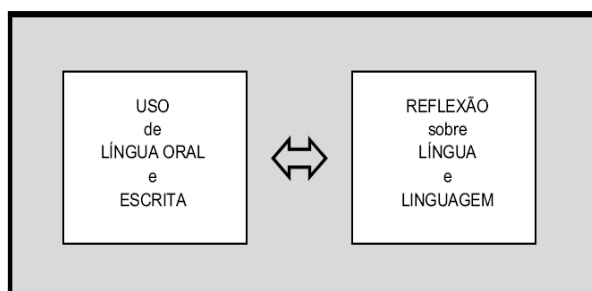 USO
de
LÍNGUA ORAL
e
ESCRITA
REFLEXÃO
sobre
LÍNGUA
e
LINGUAGEM